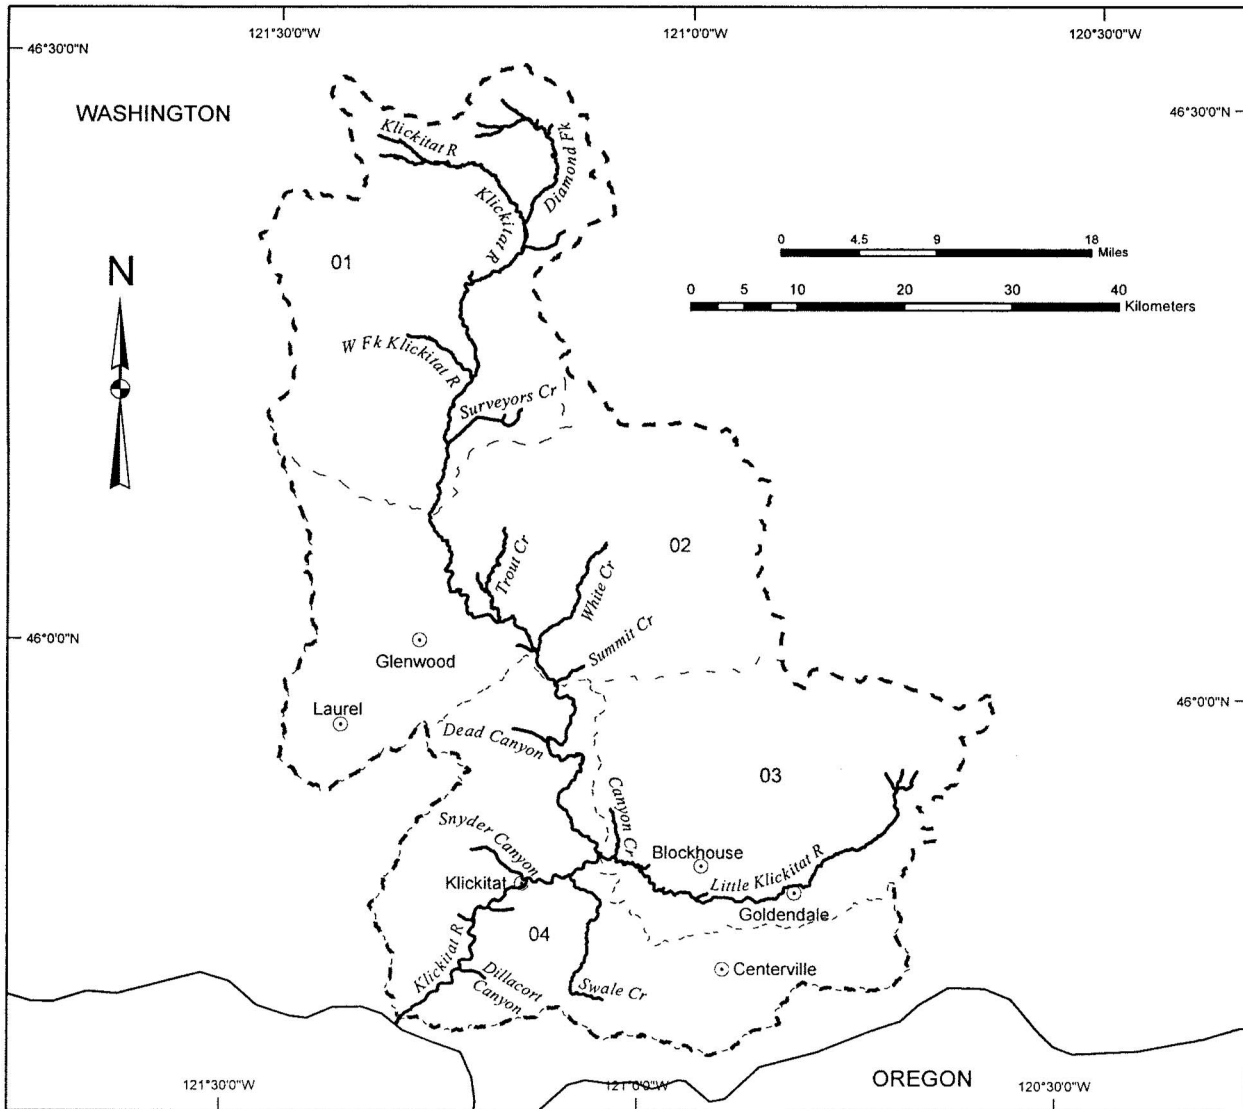 121°30'0"W
121°0'0"W
120°30'0"W
46°30'0"N
46°30'0"N
WASHINGTON
Klickitat R
Diamond Fk
Klickitat R
01
0 4.5 9 18
Miles
N
0 5 10 20 30 40
Kilometers
W Fk Klickitat R
Surveyors Cr
02
Trout Cr
White Cr
Summit Cr
46°0'0"N
Glenwood
Laurel
46°0'0"N
Dead Canyon
03
Canyon Cr
Snyder Canyon
Blockhouse
Klickitat
Little Klickitat R
Goldendale
04
Klickitat R
Centerville
Dillacort
Canyon
Swale Cr
OREGON
121°30'0"W
121°0'0"W
120°30'0"W